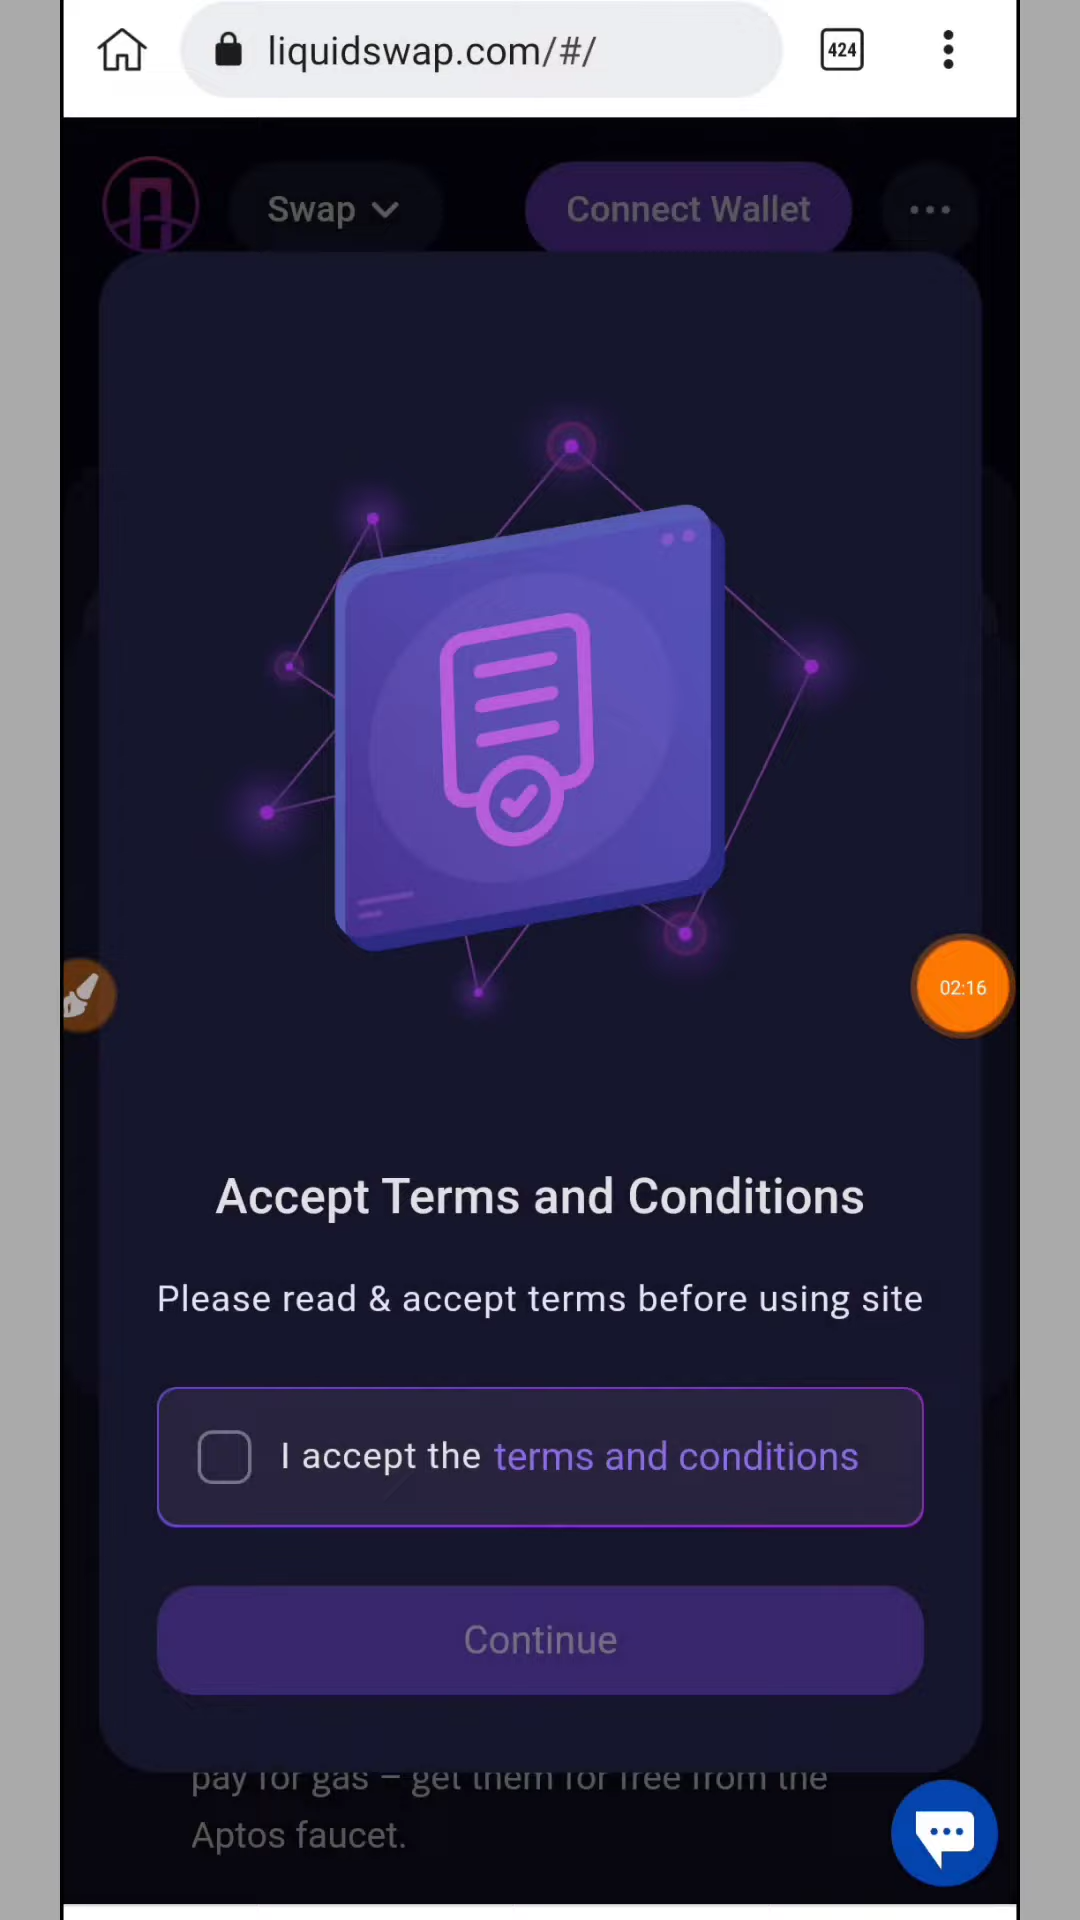 liquidswap.com/#/
424
Swap
Connect Wallet
02:16
Accept Terms and Conditions
Please read & accept terms before using site
I accept the terms and conditions
Continue
pay for gas – get them for free from the
Aptos faucet.